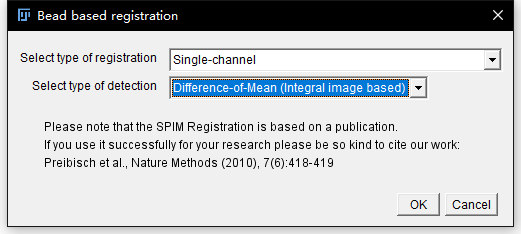 Bead based registration
Select type of registration Single-channel
Select type of detection Difference-of-Mean (Integral image based)
Please note that the SPIM Registration is based on a publication.
If you use it successfully for your research please be so kind to cite our work:
Preibisch et al., Nature Methods (2010), 7(6):418-419
OK Cancel